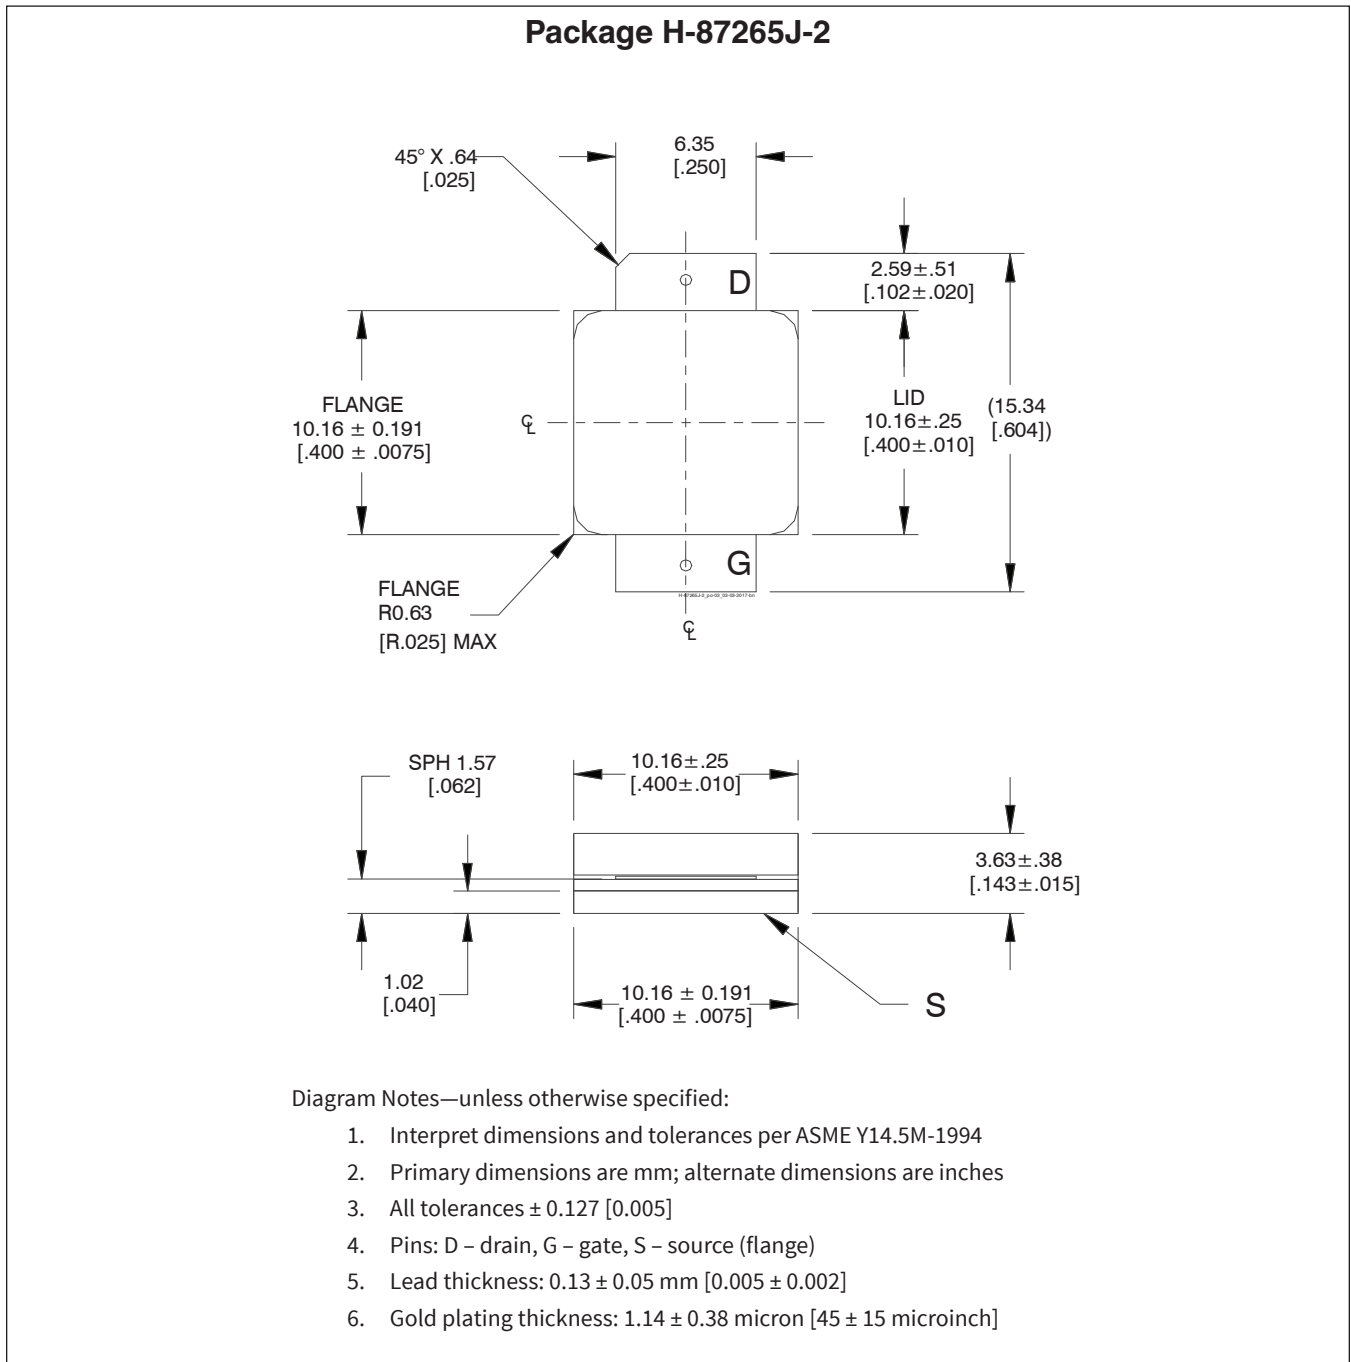 Package H-87265J-2
45° X .64
[.025]
6.35
[.250]
D
2.59±.51
[.102±.020]
FLANGE
10.16 ± 0.191
[.400 ± .0075]
℄
LID
10.16±.25
[.400±.010]
(15.34
[.604])
G
H-87265J-2_po-03_03-03-2017-bn
℄
FLANGE
R0.63
[R.025] MAX
SPH 1.57
[.062]
10.16±.25
[.400±.010]
3.63±.38
[.143±.015]
1.02
[.040]
10.16 ± 0.191
[.400 ± .0075]
S
Diagram Notes—unless otherwise specified:
1. Interpret dimensions and tolerances per ASME Y14.5M-1994
2. Primary dimensions are mm; alternate dimensions are inches
3. All tolerances ± 0.127 [0.005]
4. Pins: D – drain, G – gate, S – source (flange)
5. Lead thickness: 0.13 ± 0.05 mm [0.005 ± 0.002]
6. Gold plating thickness: 1.14 ± 0.38 micron [45 ± 15 microinch]